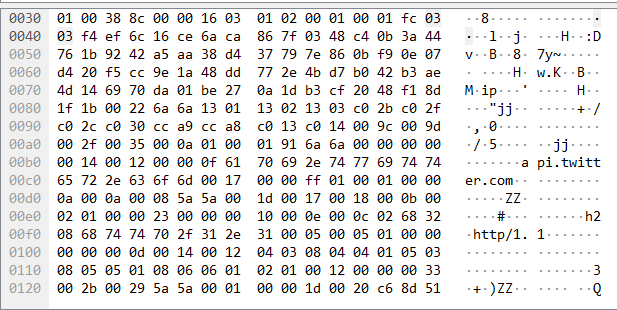 0030 01 00 38 8c 00 00 16 03 01 02 00 01 00 01 fc 03 ··8····· ········
0040 03 f4 ef 6c 16 ce 6a ca 86 7f 03 48 c4 0b 3a 44 ···l··j· ···H··:D
0050 76 1b 92 42 a5 aa 38 d4 37 79 7e 86 0b f9 0e 07 v··B··8· 7y~·····
0060 d4 20 f5 cc 9e 1a 48 dd 77 2e 4b d7 b0 42 b3 ae · ····H· w.K··B··
0070 4d 14 69 70 da 01 be 27 0a 1d b3 cf 20 48 f1 8d M·ip···' ···· H··
0080 1f 1b 00 22 6a 6a 13 01 13 02 13 03 c0 2b c0 2f ···"jj·· ·····+·/
0090 c0 2c c0 30 cc a9 cc a8 c0 13 c0 14 00 9c 00 9d ·,·0···· ········
00a0 00 2f 00 35 00 0a 01 00 01 91 6a 6a 00 00 00 00 ·/·5···· ··jj····
00b0 00 14 00 12 00 00 0f 61 70 69 2e 74 77 69 74 74 ·······a pi.twitt
00c0 65 72 2e 63 6f 6d 00 17 00 00 ff 01 00 01 00 00 er.com·· ········
00d0 0a 00 0a 00 08 5a 5a 00 1d 00 17 00 18 00 0b 00 ·····ZZ· ········
00e0 02 01 00 00 23 00 00 00 10 00 0e 00 0c 02 68 32 ····#··· ······h2
00f0 08 68 74 74 70 2f 31 2e 31 00 05 00 05 01 00 00 ·http/1. 1·······
0100 00 00 00 0d 00 14 00 12 04 03 08 04 04 01 05 03 ········ ········
0110 08 05 05 01 08 06 06 01 02 01 00 12 00 00 00 33 ········ ·······3
0120 00 2b 00 29 5a 5a 00 01 00 00 1d 00 20 c6 8d 51 ·+·)ZZ·· ···· ··Q